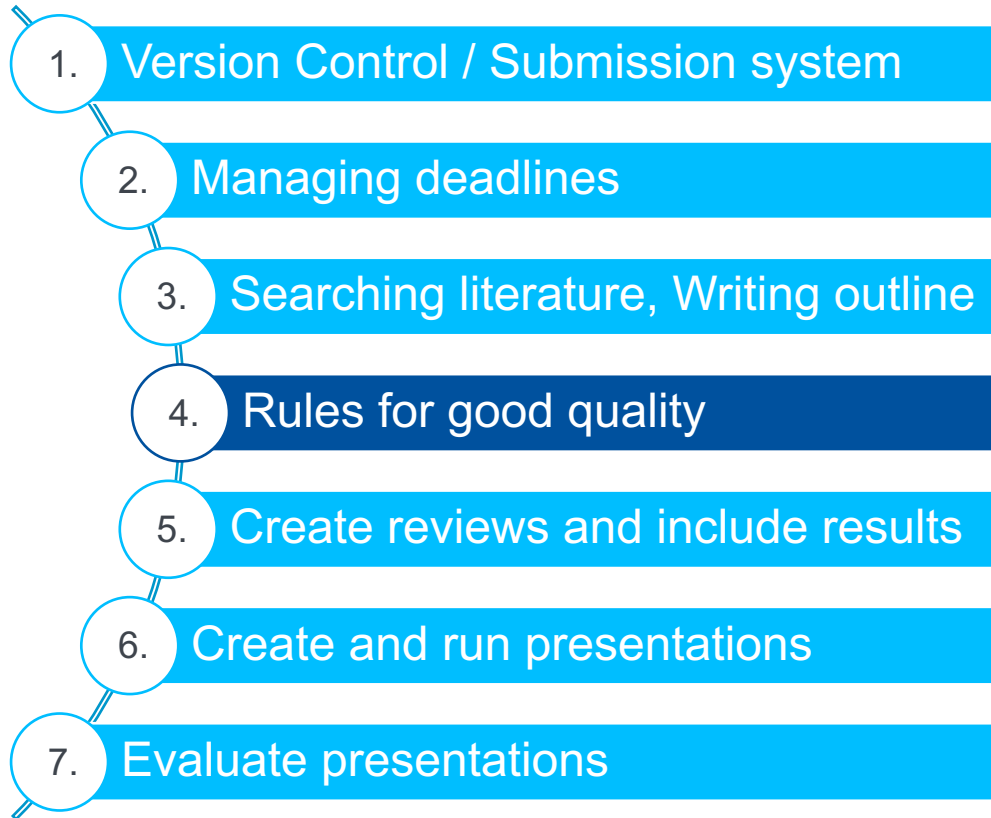 1. Version Control / Submission system
2. Managing deadlines
3. Searching literature, Writing outline
4. Rules for good quality
5. Create reviews and include results
6. Create and run presentations
7. Evaluate presentations